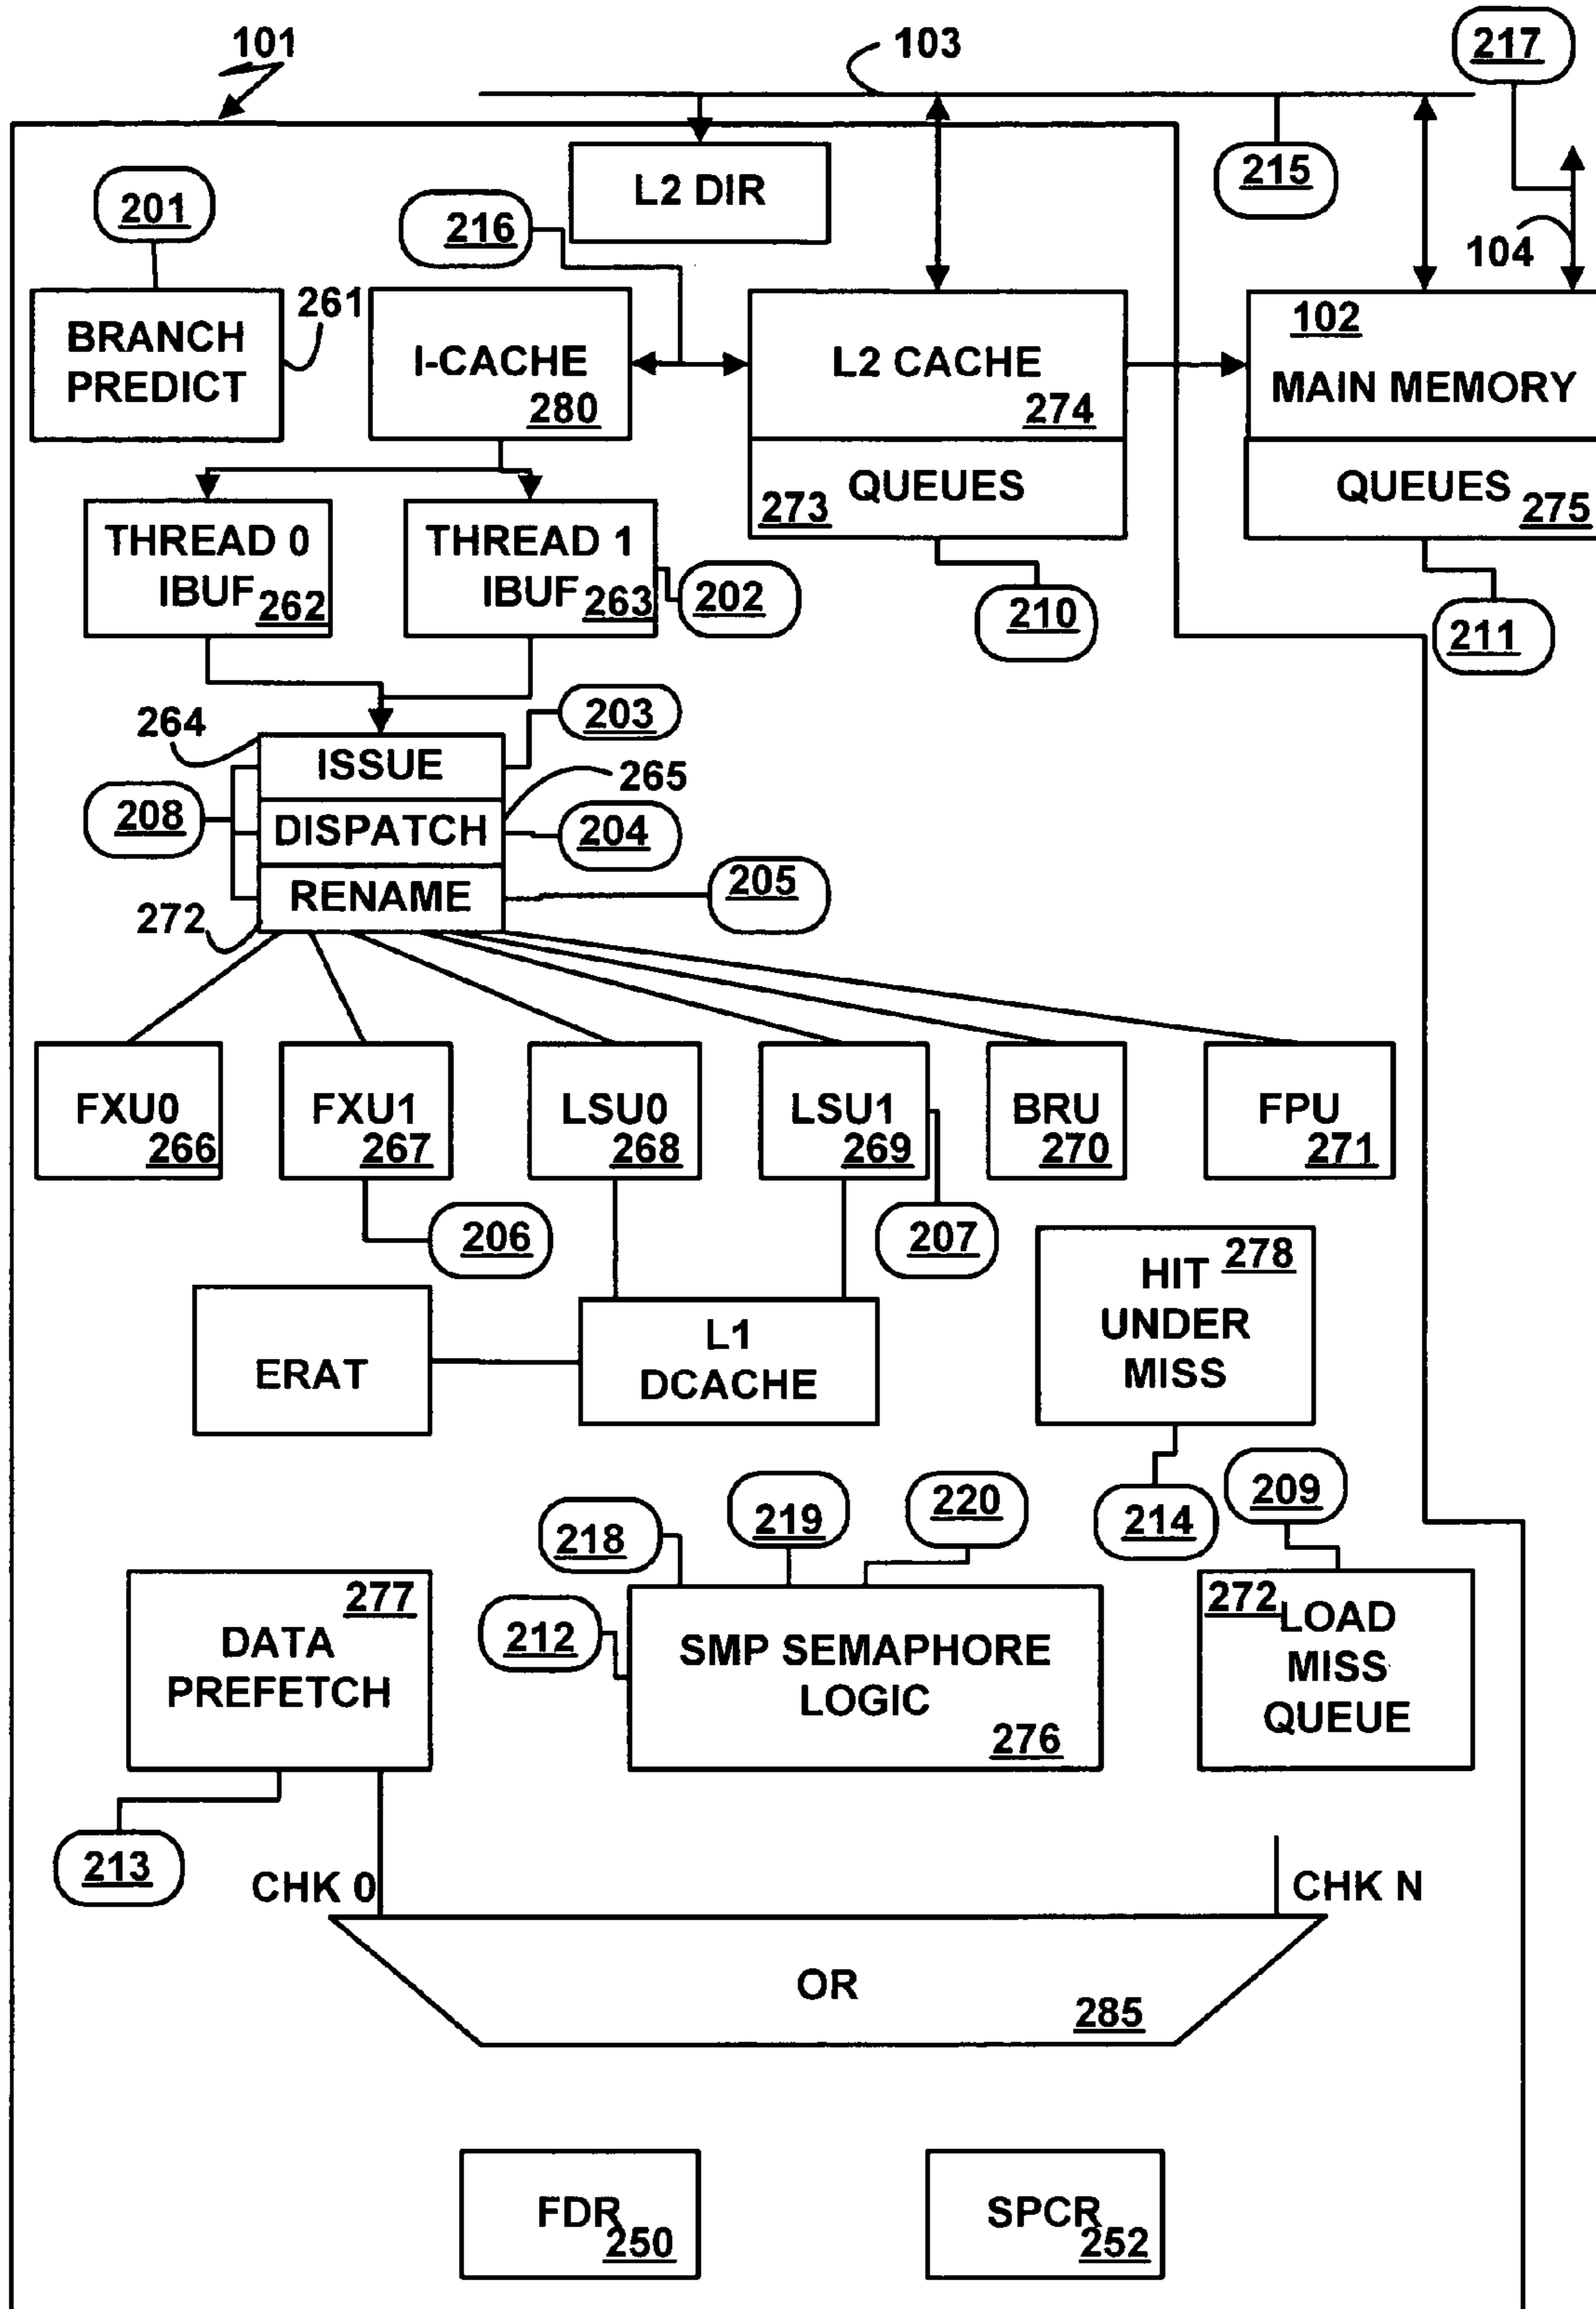 101
103
217
L2 DIR
215
201
216
104
BRANCH
PREDICT
261
I-CACHE
280
L2 CACHE
274
102
MAIN MEMORY
QUEUES
273
QUEUES
275
THREAD 0
IBUF
262
THREAD 1
IBUF
263
202
210
211
264
203
ISSUE
265
208
DISPATCH
204
RENAME
205
272
FXU0
266
FXU1
267
LSU0
268
LSU1
269
BRU
270
FPU
271
206
207
278
HIT
UNDER
MISS
ERAT
L1
DCACHE
218
219
220
214
209
277
DATA
PREFETCH
212
SMP SEMAPHORE
LOGIC
276
272
LOAD
MISS
QUEUE
213
CHK 0
CHK N
OR
285
FDR
250
SPCR
252